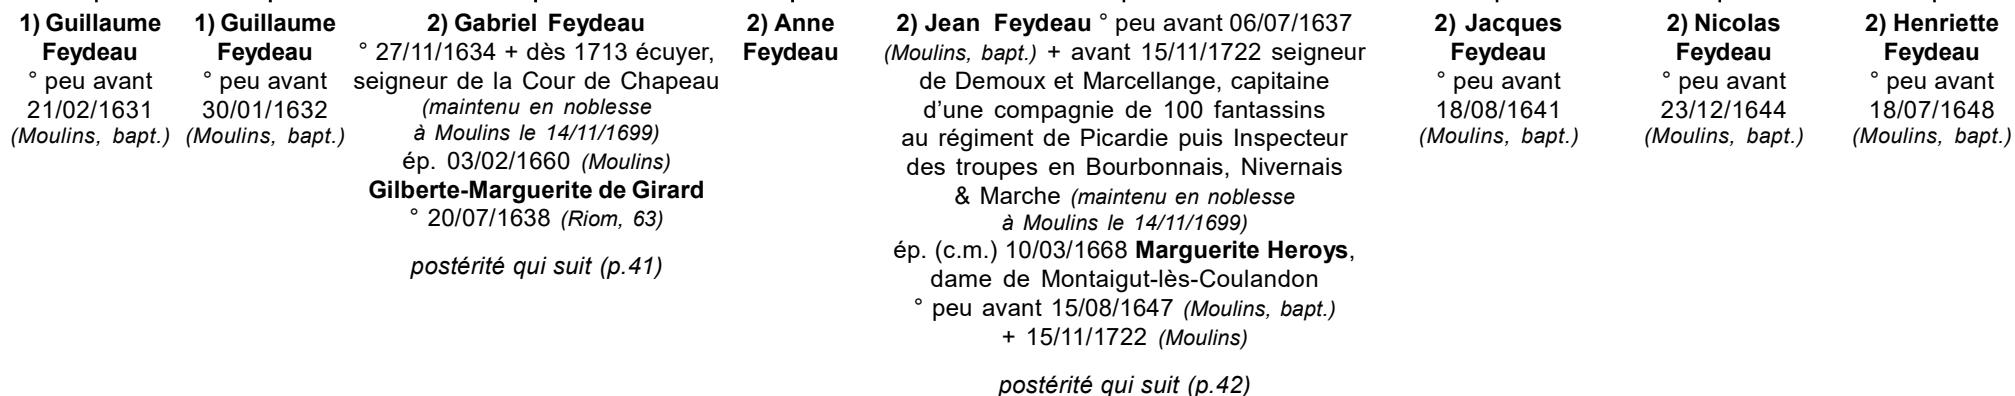 1) Guillaume
Feydeau
° peu avant
21/02/1631
(Moulins, bapt.)
1) Guillaume
Feydeau
° peu avant
30/01/1632
(Moulins, bapt.)
2) Gabriel Feydeau
° 27/11/1634 + dès 1713 écuyer,
seigneur de la Cour de Chapeau
(maintenu en noblesse
à Moulins le 14/11/1699)
ép. 03/02/1660 (Moulins)
Gilberte-Marguerite de Girard
° 20/07/1638 (Riom, 63)
postérité qui suit (p.41)
2) Anne
Feydeau
2) Jean Feydeau ° peu avant 06/07/1637
(Moulins, bapt.) + avant 15/11/1722 seigneur
de Demoux et Marcellange, capitaine
d'une compagnie de 100 fantassins
au régiment de Picardie puis Inspecteur
des troupes en Bourbonnais, Nivernais
& Marche (maintenu en noblesse
à Moulins le 14/11/1699)
ép. (c.m.) 10/03/1668 Marguerite Heroys,
dame de Montaigut-lès-Coulandon
° peu avant 15/08/1647 (Moulins, bapt.)
+ 15/11/1722 (Moulins)
postérité qui suit (p.42)
2) Jacques
Feydeau
° peu avant
18/08/1641
(Moulins, bapt.)
2) Nicolas
Feydeau
° peu avant
23/12/1644
(Moulins, bapt.)
2) Henriette
Feydeau
° peu avant
18/07/1648
(Moulins, bapt.)